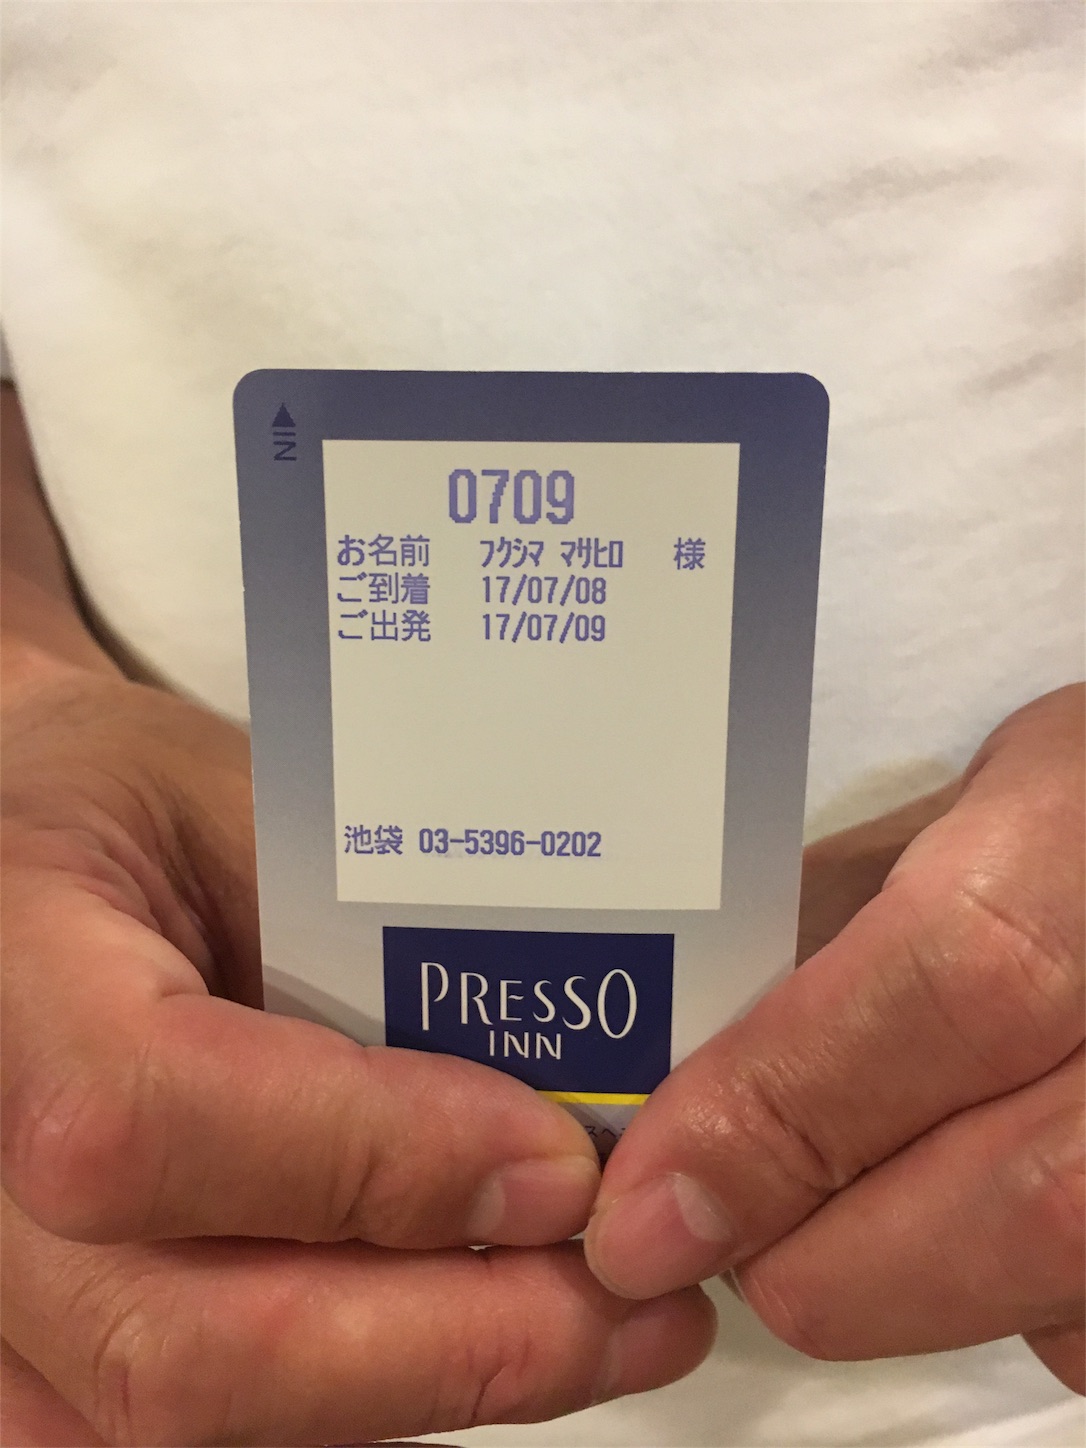 ▲IN
0709
お名前 フクシマ マサヒロ 様
ご到着 17/07/08
ご出発 17/07/09
池袋 03-5396-0202
PRESSO
INN